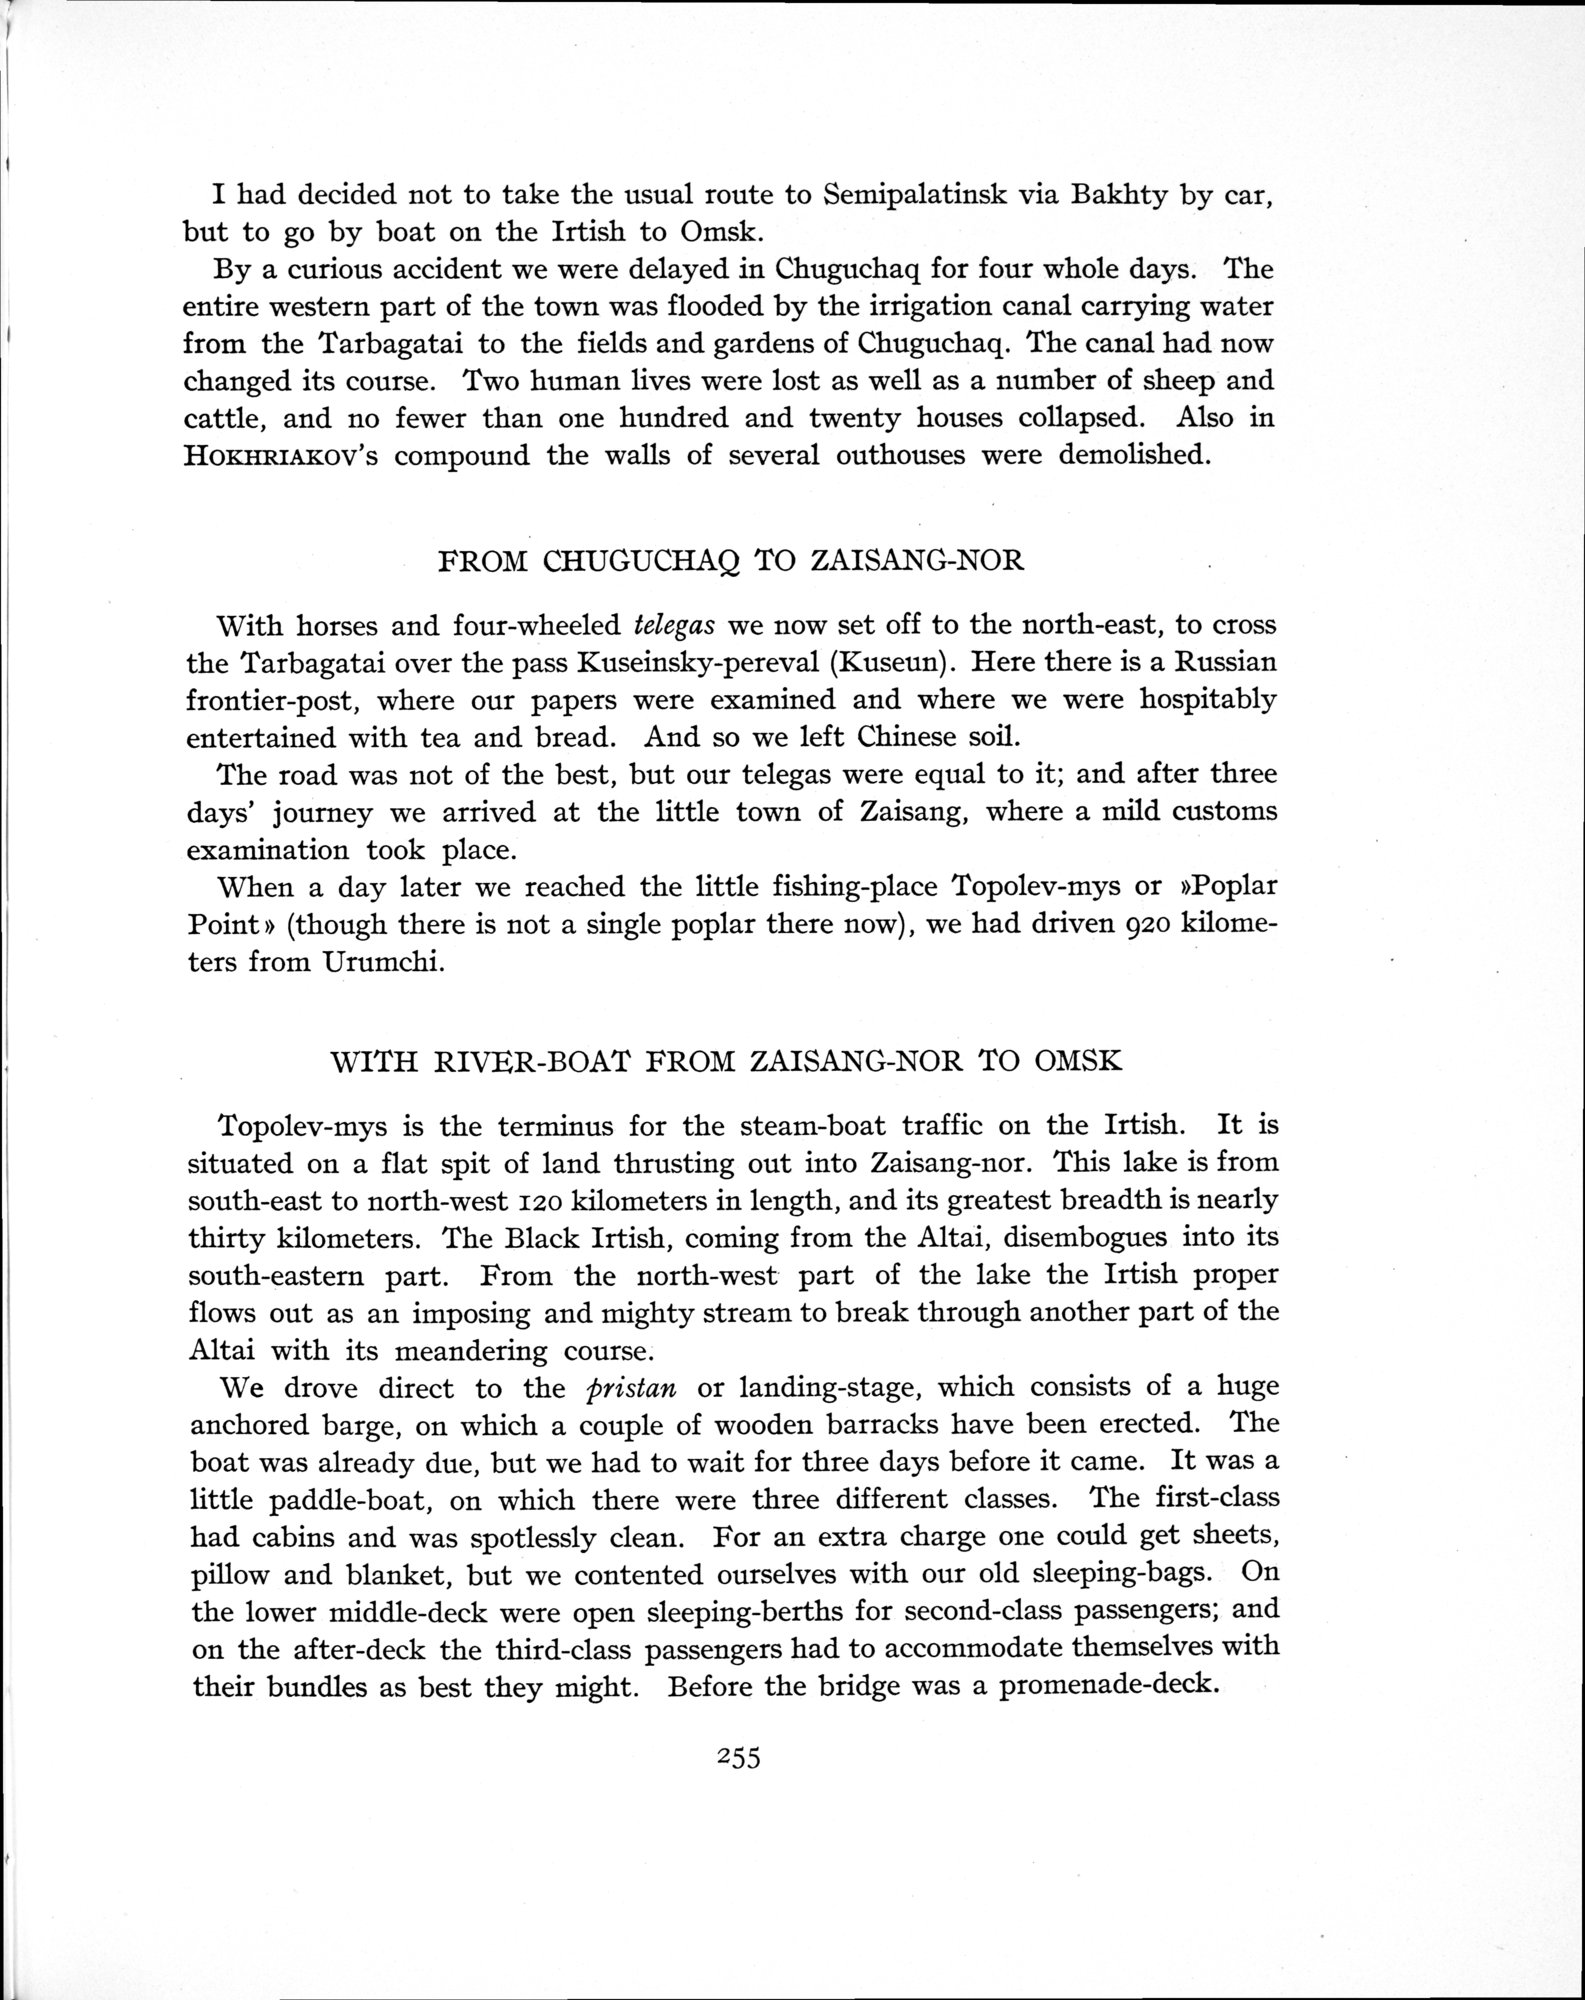 I had decided not to take the usual route to Semipalatinsk via Bakhty by car,
but to go by boat on the Irtish to Omsk.
By a curious accident we were delayed in Chuguchaq for four whole days. The
entire western part of the town was flooded by the irrigation canal carrying water
from the Tarbagatai to the fields and gardens of Chuguchaq. The canal had now
changed its course. Two human lives were lost as well as a number of sheep and
cattle, and no fewer than one hundred and twenty houses collapsed. Also in
HOKHRIAKOV's compound the walls of several outhouses were demolished.
FROM CHUGUCHAQ TO ZAISANG-NOR
With horses and four-wheeled telegas we now set off to the north-east, to cross
the Tarbagatai over the pass Kuseinsky-pereval (Kuseun). Here there is a Russian
frontier-post, where our papers were examined and where we were hospitably
entertained with tea and bread. And so we left Chinese soil.
The road was not of the best, but our telegas were equal to it; and after three
days' journey we arrived at the little town of Zaisang, where a mild customs
examination took place.
When a day later we reached the little fishing-place Topolev-mys or »Poplar
Point» (though there is not a single poplar there now), we had driven 920 kilome-
ters from Urumchi.
WITH RIVER-BOAT FROM ZAISANG-NOR TO OMSK
Topolev-mys is the terminus for the steam-boat traffic on the Irtish. It is
situated on a flat spit of land thrusting out into Zaisang-nor. This lake is from
south-east to north-west 120 kilometers in length, and its greatest breadth is nearly
thirty kilometers. The Black Irtish, coming from the Altai, disembogues into its
south-eastern part. From the north-west part of the lake the Irtish proper
flows out as an imposing and mighty stream to break through another part of the
Altai with its meandering course.
We drove direct to the pristan or landing-stage, which consists of a huge
anchored barge, on which a couple of wooden barracks have been erected. The
boat was already due, but we had to wait for three days before it came. It was a
little paddle-boat, on which there were three different classes. The first-class
had cabins and was spotlessly clean. For an extra charge one could get sheets,
pillow and blanket, but we contented ourselves with our old sleeping-bags. On
the lower middle-deck were open sleeping-berths for second-class passengers; and
on the after-deck the third-class passengers had to accommodate themselves with
their bundles as best they might. Before the bridge was a promenade-deck.
255